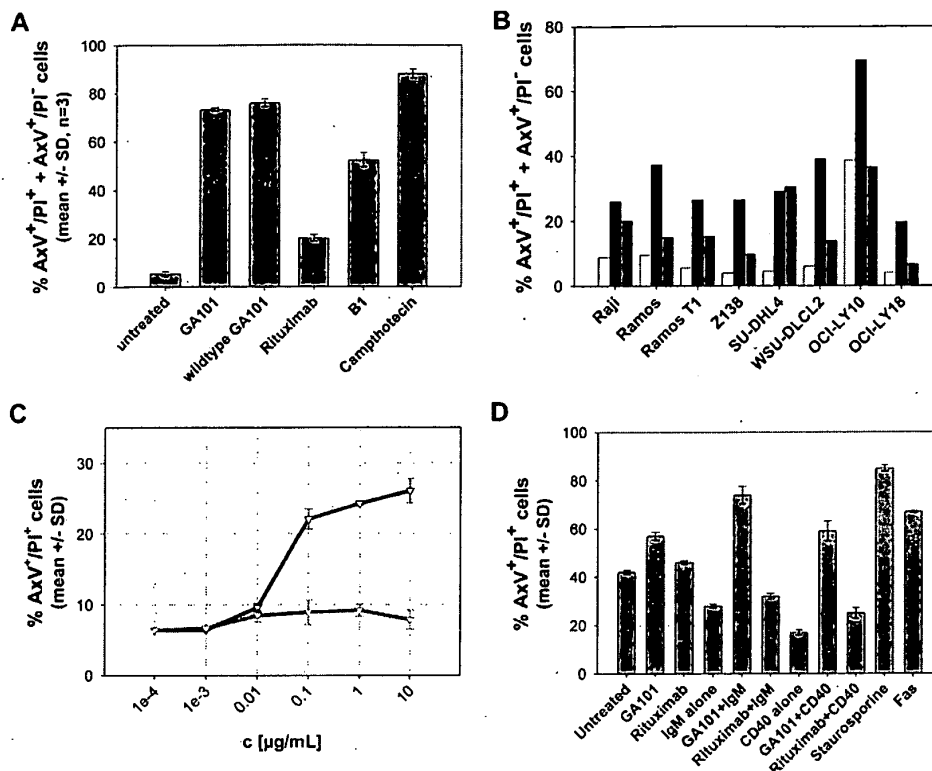 A
% AxV+/PI+ + AxV+/PI- cells
(mean +/- SD, n=3)
100
80
60
40
20
0
untreated
GA101
wildtype GA101
Rituximab
B1
Campthotecin
B
% AxV+/PI+ + AxV+/PI- cells
80
60
40
20
0
Raji
Ramos
Ramos T1
Z138
SU-DHL4
WSU-DLCL2
OCI-LY10
OCI-LY18
C
% AxV+/PI+ cells
(mean +/- SD)
30
20
10
0
1e-4
1e-3
0.01
0.1
1
10
c [µg/mL]
D
% AxV+/PI+ cells
(mean +/- SD)
100
80
60
40
20
0
Untreated
GA101
Rituximab
IgM alone
GA101+IgM
Rituximab+IgM
CD40 alone
GA101+CD40
Rituximab+CD40
Staurosporine
Fas